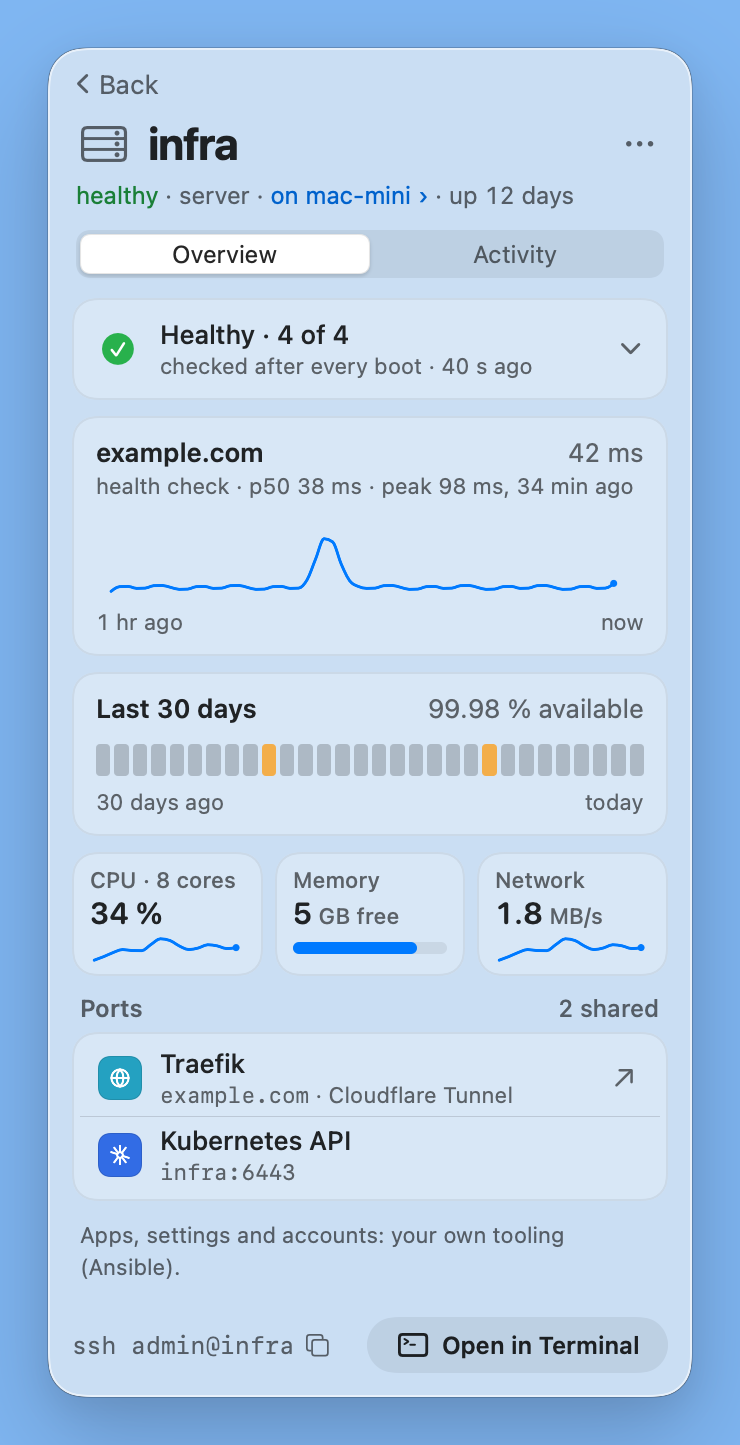 Back
infra
healthy · server · on mac-mini › · up 12 days
Overview
Activity
Healthy · 4 of 4
checked after every boot · 40 s ago
example.com
42 ms
health check · p50 38 ms · peak 98 ms, 34 min ago
1 hr ago
now
Last 30 days
99.98 % available
30 days ago
today
CPU · 8 cores
34 %
Memory
5 GB free
Network
1.8 MB/s
Ports
2 shared
Traefik
example.com · Cloudflare Tunnel
Kubernetes API
infra:6443
Apps, settings and accounts: your own tooling
(Ansible).
ssh admin@infra
Open in Terminal